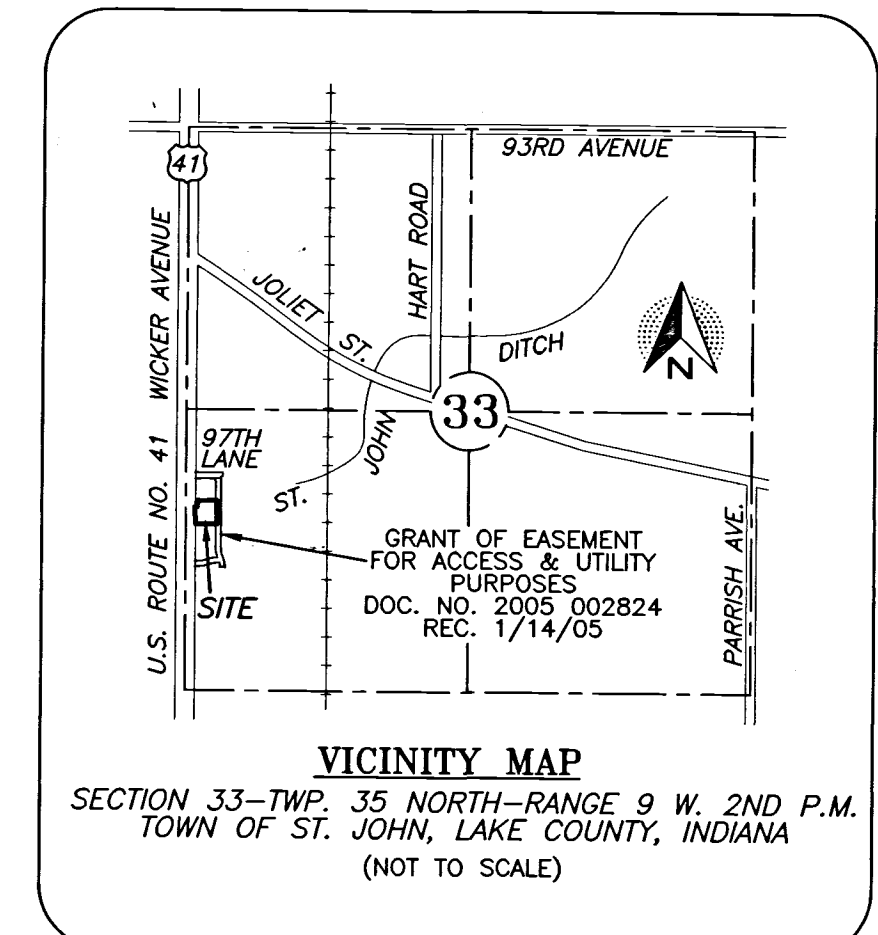 93RD AVENUE
41
U.S. ROUTE NO. 41 WICKER AVENUE
HART ROAD
JOLIET ST.
DITCH
N
33
97TH
LANE
JOHN
ST.
GRANT OF EASEMENT
FOR ACCESS & UTILITY
PURPOSES
DOC. NO. 2005 002824
REC. 1/14/05
SITE
PARRISH AVE.
VICINITY MAP
SECTION 33-TWP. 35 NORTH-RANGE 9 W. 2ND P.M.
TOWN OF ST. JOHN, LAKE COUNTY, INDIANA
(NOT TO SCALE)